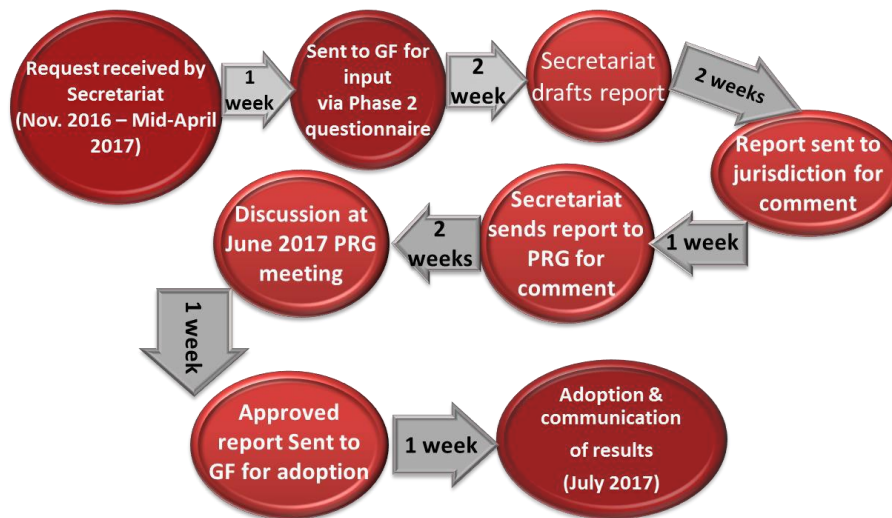 Request received by
Secretariat
(Nov. 2016 – Mid-April
2017)
1
week
Sent to GF for
input
via Phase 2
questionnaire
2
week
Secretariat
drafts report
2 weeks
Report sent to
jurisdiction for
comment
1 week
Secretariat
sends report to
PRG for
comment
2
weeks
Discussion at
June 2017 PRG
meeting
1
week
Approved
report Sent to
GF for adoption
1 week
Adoption &
communication
of results
(July 2017)